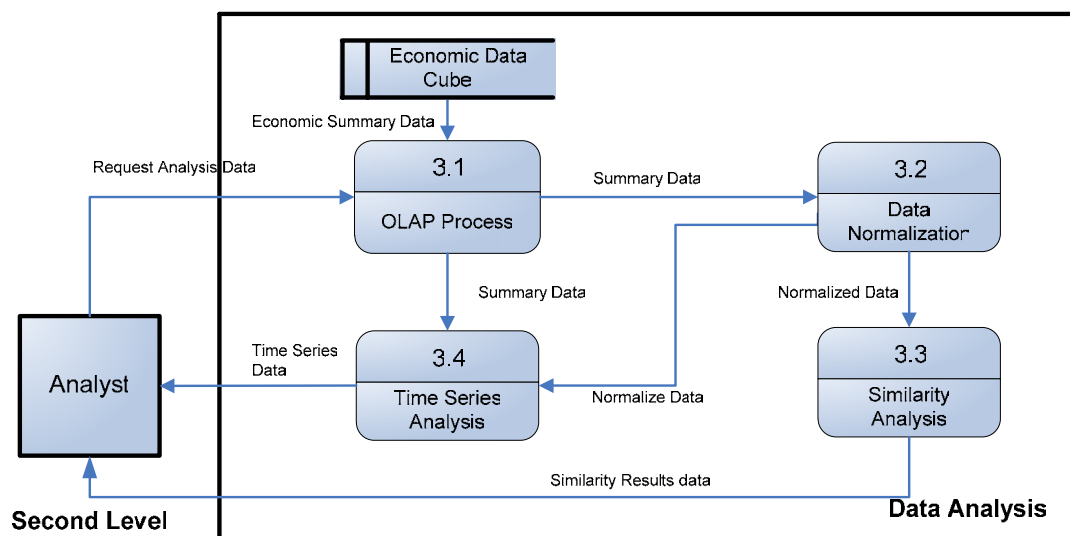 Economic Data
Cube
Economic Summary Data
Request Analysis Data
3.1
OLAP Process
Summary Data
3.2
Data
Normalization
Summary Data
Normalized Data
Analyst
Time Series
Data
3.4
Time Series
Analysis
Normalize Data
3.3
Similarity
Analysis
Similarity Results data
Second Level
Data Analysis